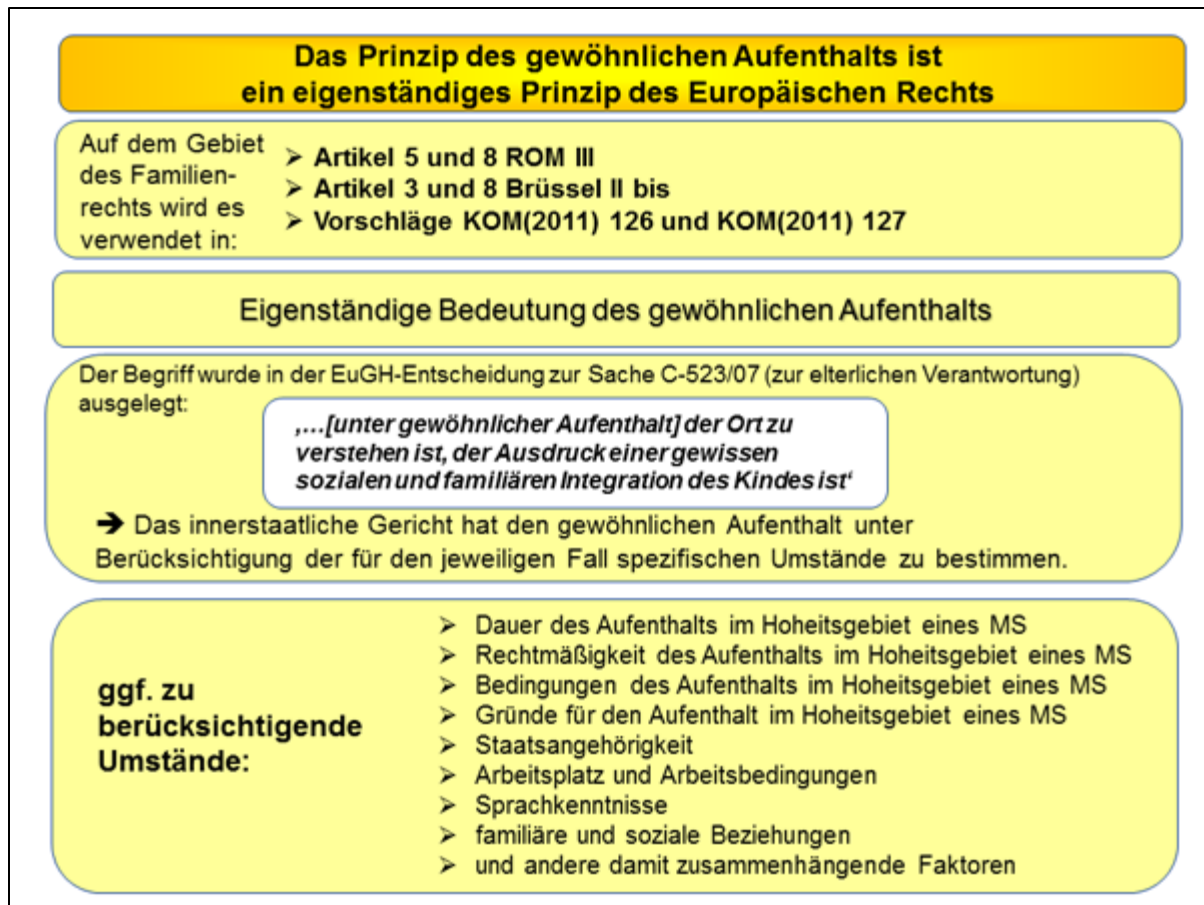 Das Prinzip des gewöhnlichen Aufenthalts ist
ein eigenständiges Prinzip des Europäischen Rechts
Auf dem Gebiet
des Familien-
rechts wird es
verwendet in:
➢ Artikel 5 und 8 ROM III
➢ Artikel 3 und 8 Brüssel II bis
➢ Vorschläge KOM(2011) 126 und KOM(2011) 127
Eigenständige Bedeutung des gewöhnlichen Aufenthalts
Der Begriff wurde in der EuGH-Entscheidung zur Sache C-523/07 (zur elterlichen Verantwortung)
ausgelegt:
‚…[unter gewöhnlicher Aufenthalt] der Ort zu
verstehen ist, der Ausdruck einer gewissen
sozialen und familiären Integration des Kindes ist‘
➔ Das innerstaatliche Gericht hat den gewöhnlichen Aufenthalt unter
Berücksichtigung der für den jeweiligen Fall spezifischen Umstände zu bestimmen.
ggf. zu
berücksichtigende
Umstände:
➢ Dauer des Aufenthalts im Hoheitsgebiet eines MS
➢ Rechtmäßigkeit des Aufenthalts im Hoheitsgebiet eines MS
➢ Bedingungen des Aufenthalts im Hoheitsgebiet eines MS
➢ Gründe für den Aufenthalt im Hoheitsgebiet eines MS
➢ Staatsangehörigkeit
➢ Arbeitsplatz und Arbeitsbedingungen
➢ Sprachkenntnisse
➢ familiäre und soziale Beziehungen
➢ und andere damit zusammenhängende Faktoren